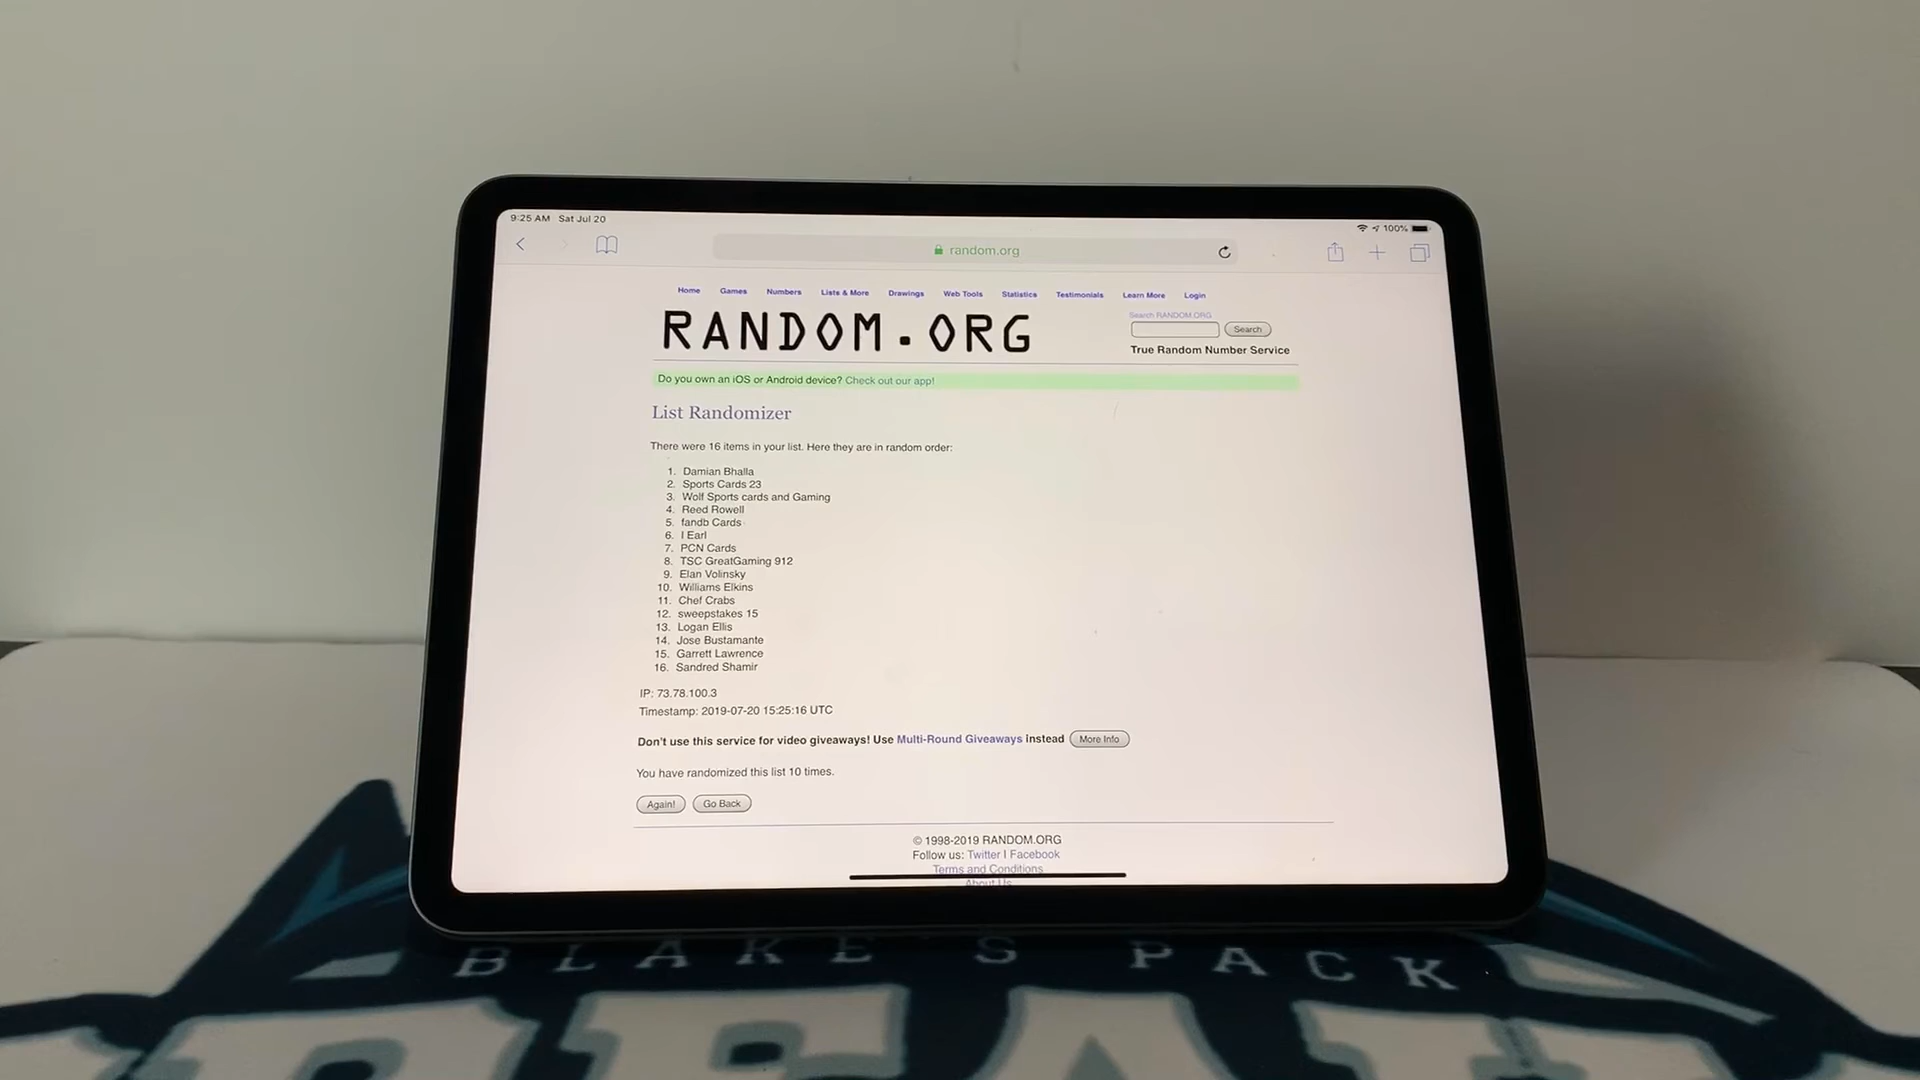 9:25 AM Sat Jul 20
100%
random.org
Home Games Numbers Lists & More Drawings Web Tools Statistics Testimonials Learn More Login
RANDOM.ORG
Search RANDOM.ORG
Search
True Random Number Service
Do you own an iOS or Android device? Check out our app!
List Randomizer
There were 16 items in your list. Here they are in random order:
1. Damian Bhalla
2. Sports Cards 23
3. Wolf Sports cards and Gaming
4. Reed Rowell
5. fandb Cards
6. I Earl
7. PCN Cards
8. TSC GreatGaming 912
9. Elan Volinsky
10. Williams Elkins
11. Chef Crabs
12. sweepstakes 15
13. Logan Ellis
14. Jose Bustamante
15. Garrett Lawrence
16. Sandred Shamir
IP: 73.78.100.3
Timestamp: 2019-07-20 15:25:16 UTC
Don't use this service for video giveaways! Use Multi-Round Giveaways instead More Info
You have randomized this list 10 times.
Again! Go Back
© 1998-2019 RANDOM.ORG
Follow us: Twitter | Facebook
Terms and Conditions
About Us
BLAKE'S PACK